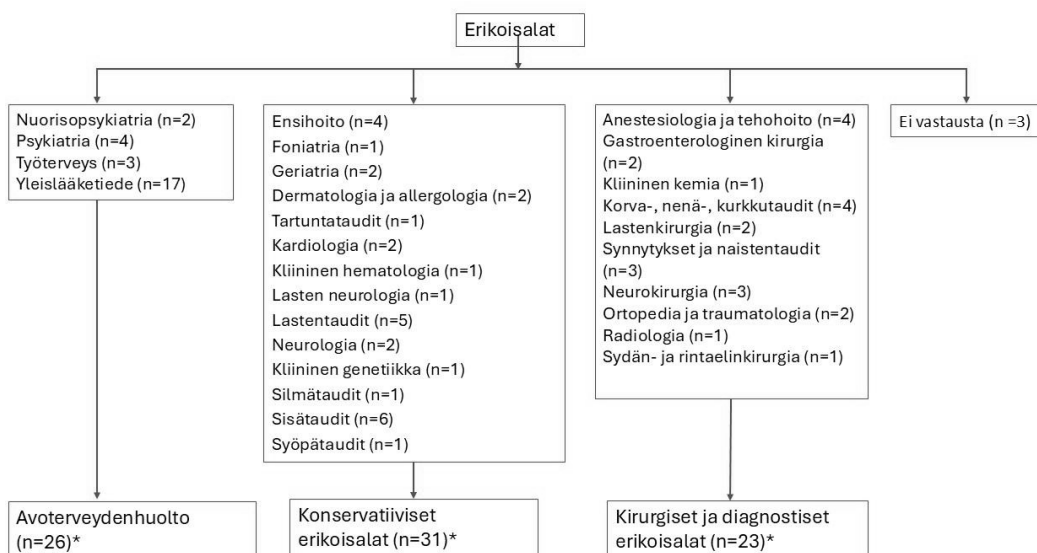 Erikoisalat
Nuorisopsykiatria (n=2)
Psykiatria (n=4)
Työterveys (n=3)
Yleislääketiede (n=17)
Ensihoito (n=4)
Foniatria (n=1)
Geriatria (n=2)
Dermatologia ja allergologia (n=2)
Tartuntataudit (n=1)
Kardiologia (n=2)
Kliininen hematologia (n=1)
Lasten neurologia (n=1)
Lastentaudit (n=5)
Neurologia (n=2)
Kliininen genetiikka (n=1)
Silmätaudit (n=1)
Sisätaudit (n=6)
Syöpätaudit (n=1)
Anestesiologia ja tehohoito (n=4)
Gastroenterologinen kirurgia
(n=2)
Kliininen kemia (n=1)
Korva-, nenä-, kurkkutaudit (n=4)
Lastenkirurgia (n=2)
Synnytykset ja naistentaudit
(n=3)
Neurokirurgia (n=3)
Ortopedia ja traumatologia (n=2)
Radiologia (n=1)
Sydän- ja rintaelinkirurgia (n=1)
Ei vastausta (n =3)
Avoterveydenhuolto
(n=26)*
Konservatiiviset
erikoisalat (n=31)*
Kirurgiset ja diagnostiset
erikoisalat (n=23)*